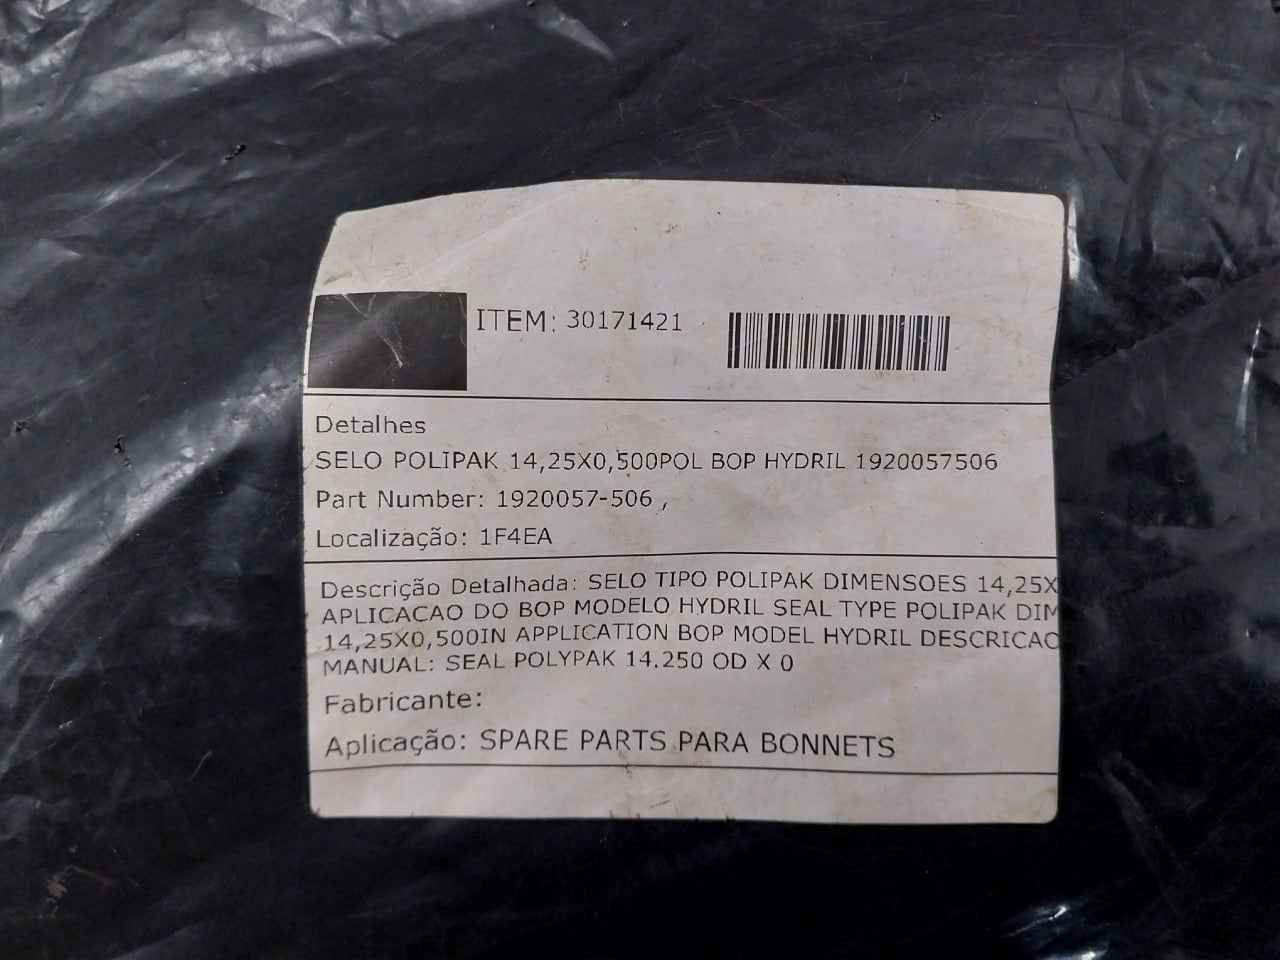 ITEM: 30171421
Detalhes
SELO POLIPAK 14,25X0,500POL BOP HYDRIL 1920057506
Part Number: 1920057-506 ,
Localização: 1F4EA
Descrição Detalhada: SELO TIPO POLIPAK DIMENSOES 14,25X
APLICACAO DO BOP MODELO HYDRIL SEAL TYPE POLIPAK DIM
14,25X0,500IN APPLICATION BOP MODEL HYDRIL DESCRICAO
MANUAL: SEAL POLYPAK 14.250 OD X 0
Fabricante:
Aplicação: SPARE PARTS PARA BONNETS